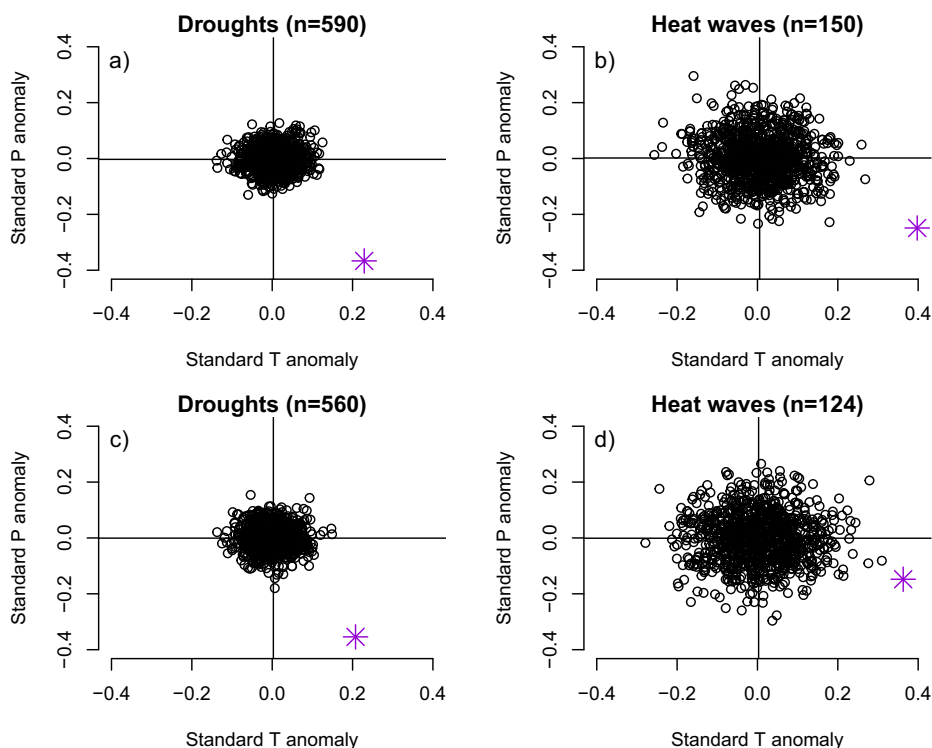 Droughts (n=590)
a)
Standard P anomaly
0.4
0.2
0.0
−0.2
−0.4
−0.4 −0.2 0.0 0.2 0.4
Standard T anomaly
Heat waves (n=150)
b)
Standard P anomaly
0.4
0.2
0.0
−0.2
−0.4
−0.4 −0.2 0.0 0.2 0.4
Standard T anomaly
Droughts (n=560)
c)
Standard P anomaly
0.4
0.2
0.0
−0.2
−0.4
−0.4 −0.2 0.0 0.2 0.4
Standard T anomaly
Heat waves (n=124)
d)
Standard P anomaly
0.4
0.2
0.0
−0.2
−0.4
−0.4 −0.2 0.0 0.2 0.4
Standard T anomaly